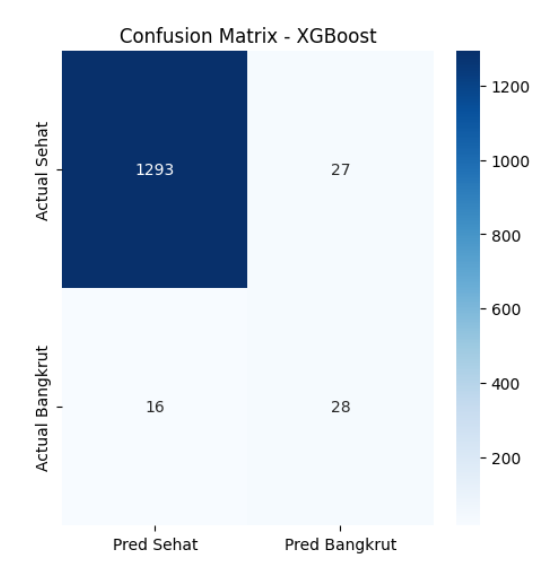 Confusion Matrix - XGBoost
Actual Sehat
1293
27
Actual Bangkrut
16
28
Pred Sehat
Pred Bangkrut
1200
1000
800
600
400
200